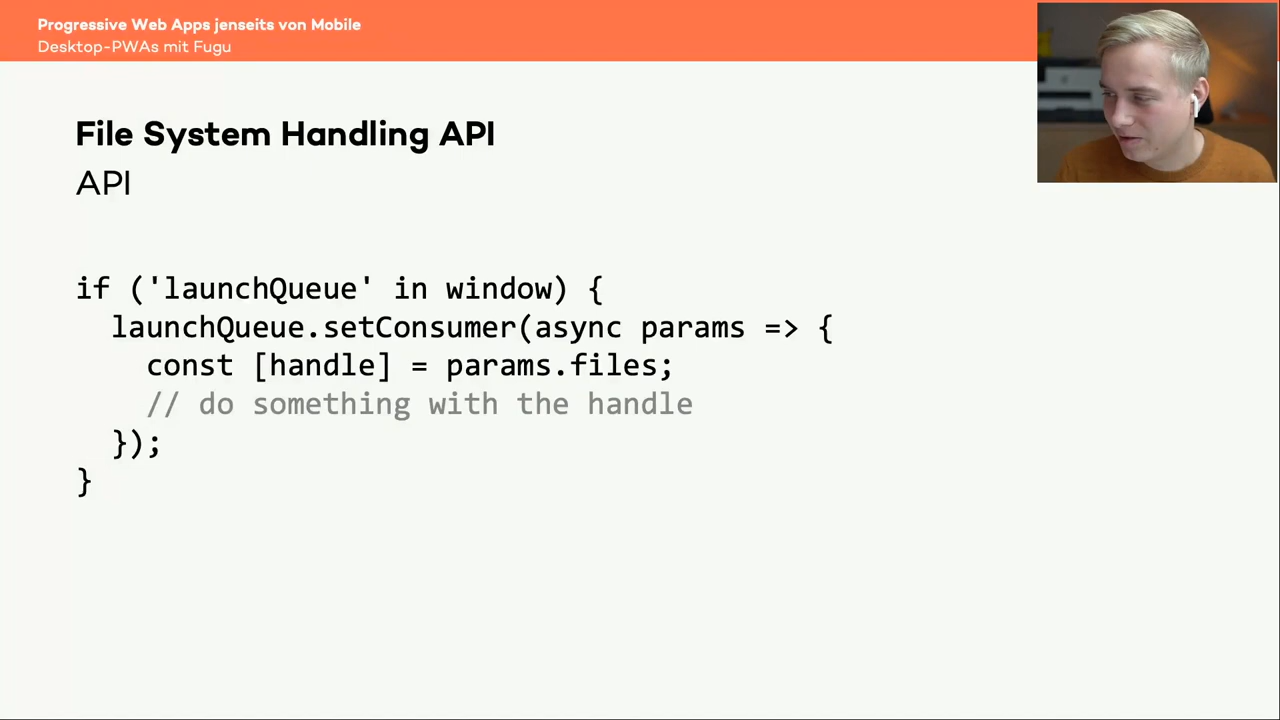 Progressive Web Apps jenseits von Mobile
Desktop-PWAs mit Fugu
File System Handling API
API
if ('launchQueue' in window) {
  launchQueue.setConsumer(async params => {
    const [handle] = params.files;
    // do something with the handle
  });
}